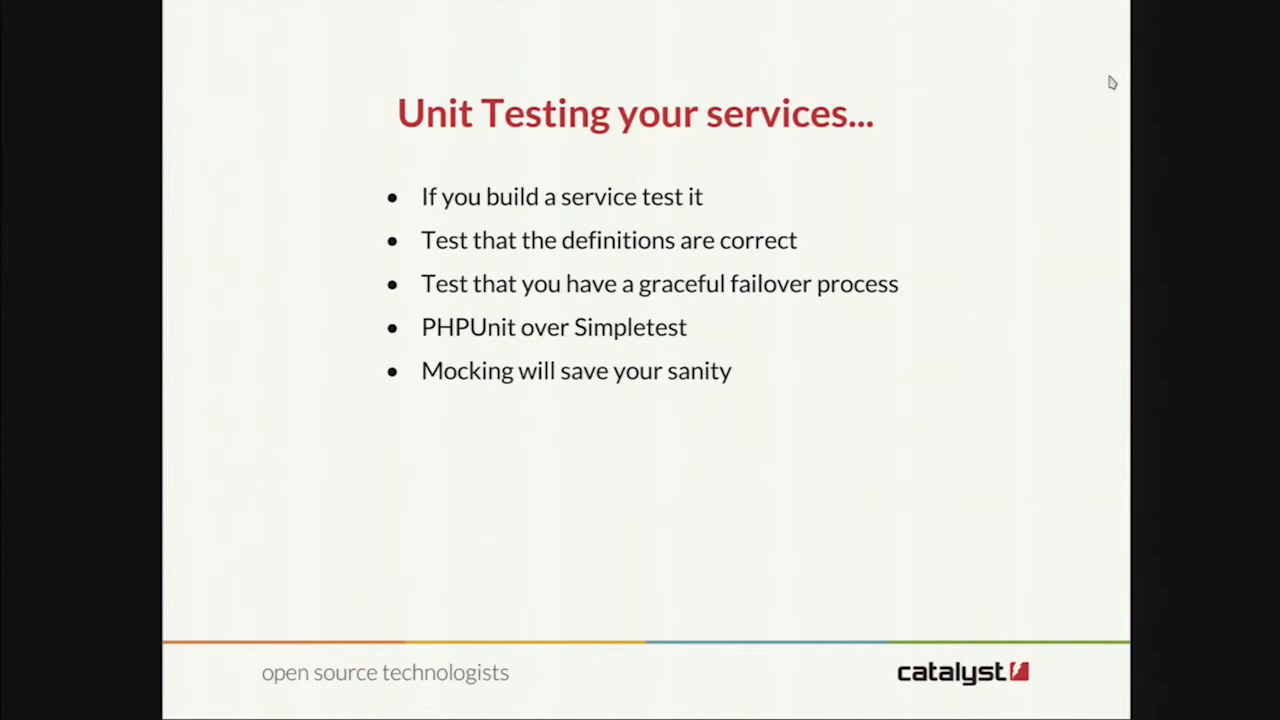 Unit Testing your services...
• If you build a service test it
• Test that the definitions are correct
• Test that you have a graceful failover process
• PHPUnit over Simpletest
• Mocking will save your sanity
open source technologists
catalyst